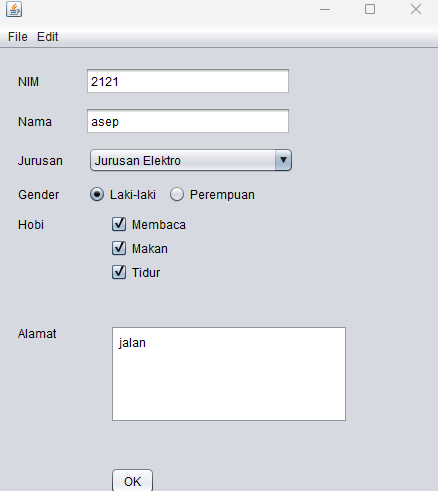 File Edit
NIM 2121
Nama asep
Jurusan Jurusan Elektro
Gender Laki-laki Perempuan
Hobi Membaca
Makan
Tidur
Alamat jalan
OK